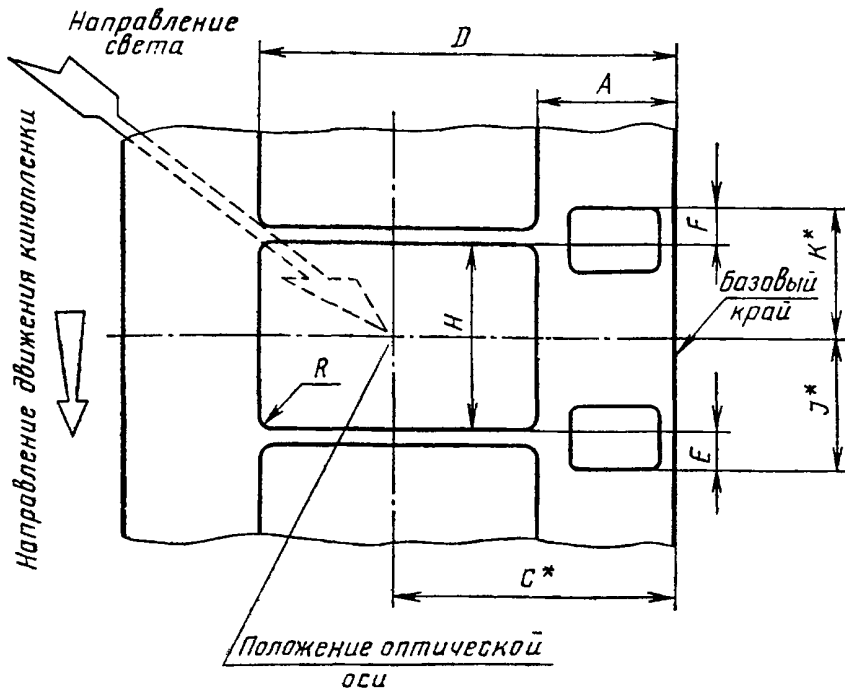 Направление
света
D
A
F
K*
Базовый
край
H
R
J*
E
C*
Направление движения кинопленки
Положение оптической
оси